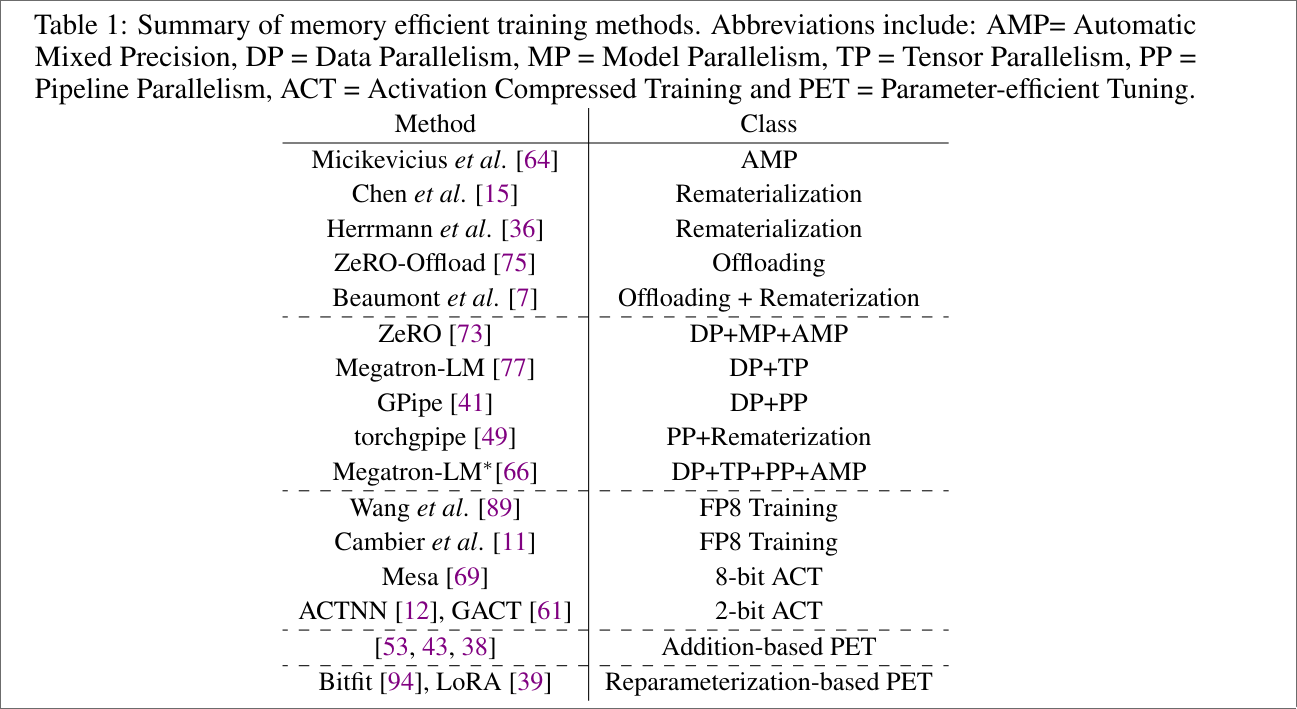 Table 1: Summary of memory efficient training methods. Abbreviations include: AMP= Automatic
Mixed Precision, DP = Data Parallelism, MP = Model Parallelism, TP = Tensor Parallelism, PP =
Pipeline Parallelism, ACT = Activation Compressed Training and PET = Parameter-efficient Tuning.
Method Class
Micikevicius et al. [64] AMP
Chen et al. [15] Rematerialization
Herrmann et al. [36] Rematerialization
ZeRO-Offload [75] Offloading
Beaumont et al. [7] Offloading + Rematerization
ZeRO [73] DP+MP+AMP
Megatron-LM [77] DP+TP
GPipe [41] DP+PP
torchgpipe [49] PP+Rematerization
Megatron-LM*[66] DP+TP+PP+AMP
Wang et al. [89] FP8 Training
Cambier et al. [11] FP8 Training
Mesa [69] 8-bit ACT
ACTNN [12], GACT [61] 2-bit ACT
[53, 43, 38] Addition-based PET
Bitfit [94], LoRA [39] Reparameterization-based PET